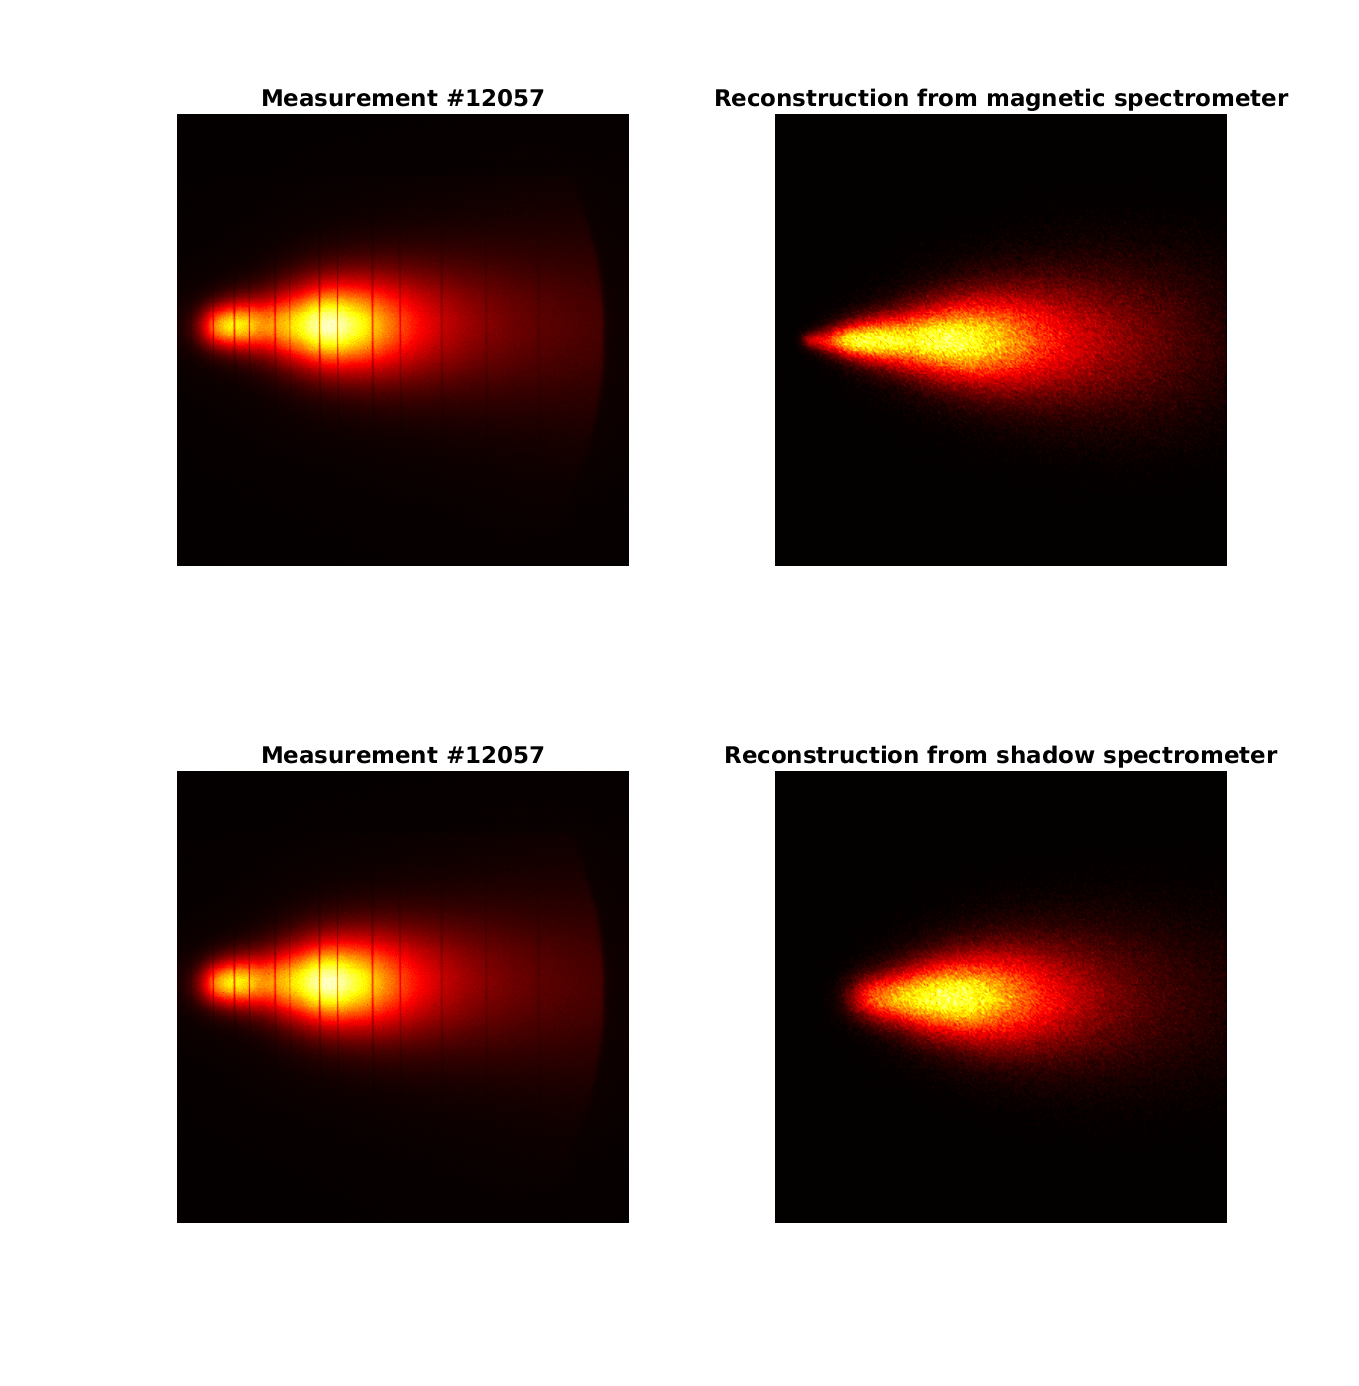 Measurement #12057
Reconstruction from magnetic spectrometer
Measurement #12057
Reconstruction from shadow spectrometer